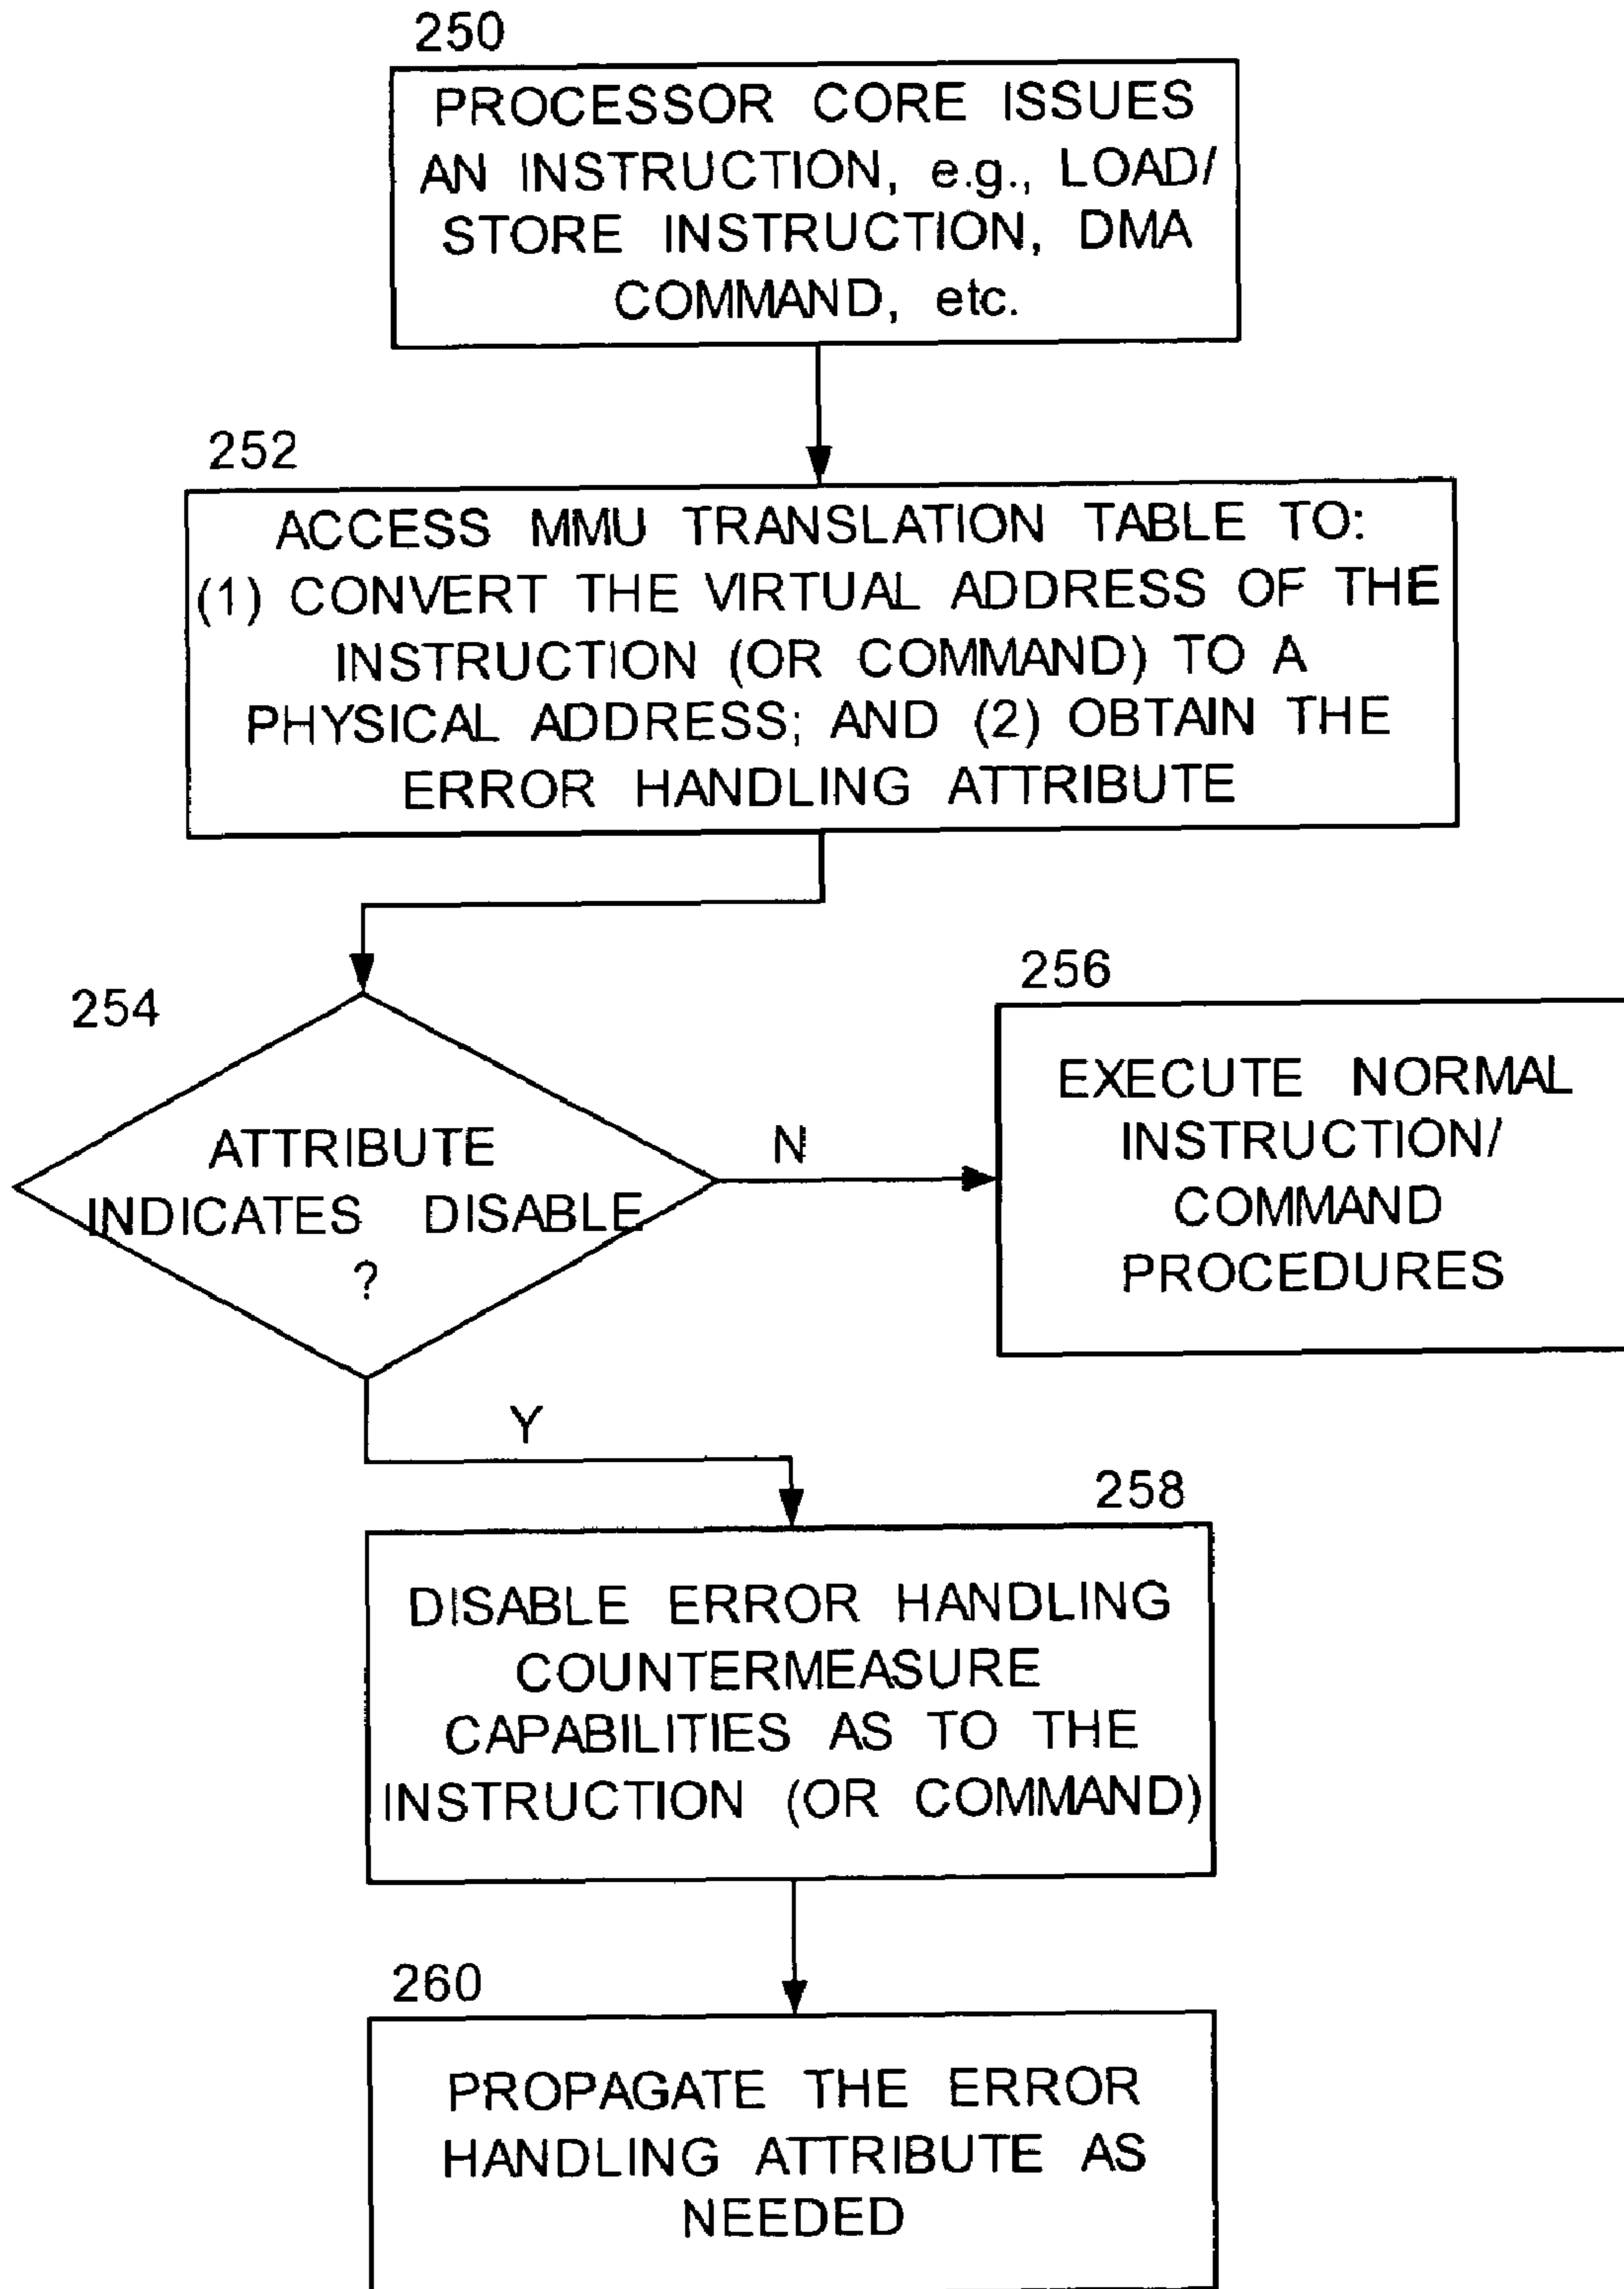 250
PROCESSOR CORE ISSUES
AN INSTRUCTION, e.g., LOAD/
STORE INSTRUCTION, DMA
COMMAND, etc.
252
ACCESS MMU TRANSLATION TABLE TO:
(1) CONVERT THE VIRTUAL ADDRESS OF THE
INSTRUCTION (OR COMMAND) TO A
PHYSICAL ADDRESS; AND (2) OBTAIN THE
ERROR HANDLING ATTRIBUTE
254
ATTRIBUTE
INDICATES DISABLE
?
N
256
EXECUTE NORMAL
INSTRUCTION/
COMMAND
PROCEDURES
Y
258
DISABLE ERROR HANDLING
COUNTERMEASURE
CAPABILITIES AS TO THE
INSTRUCTION (OR COMMAND)
260
PROPAGATE THE ERROR
HANDLING ATTRIBUTE AS
NEEDED